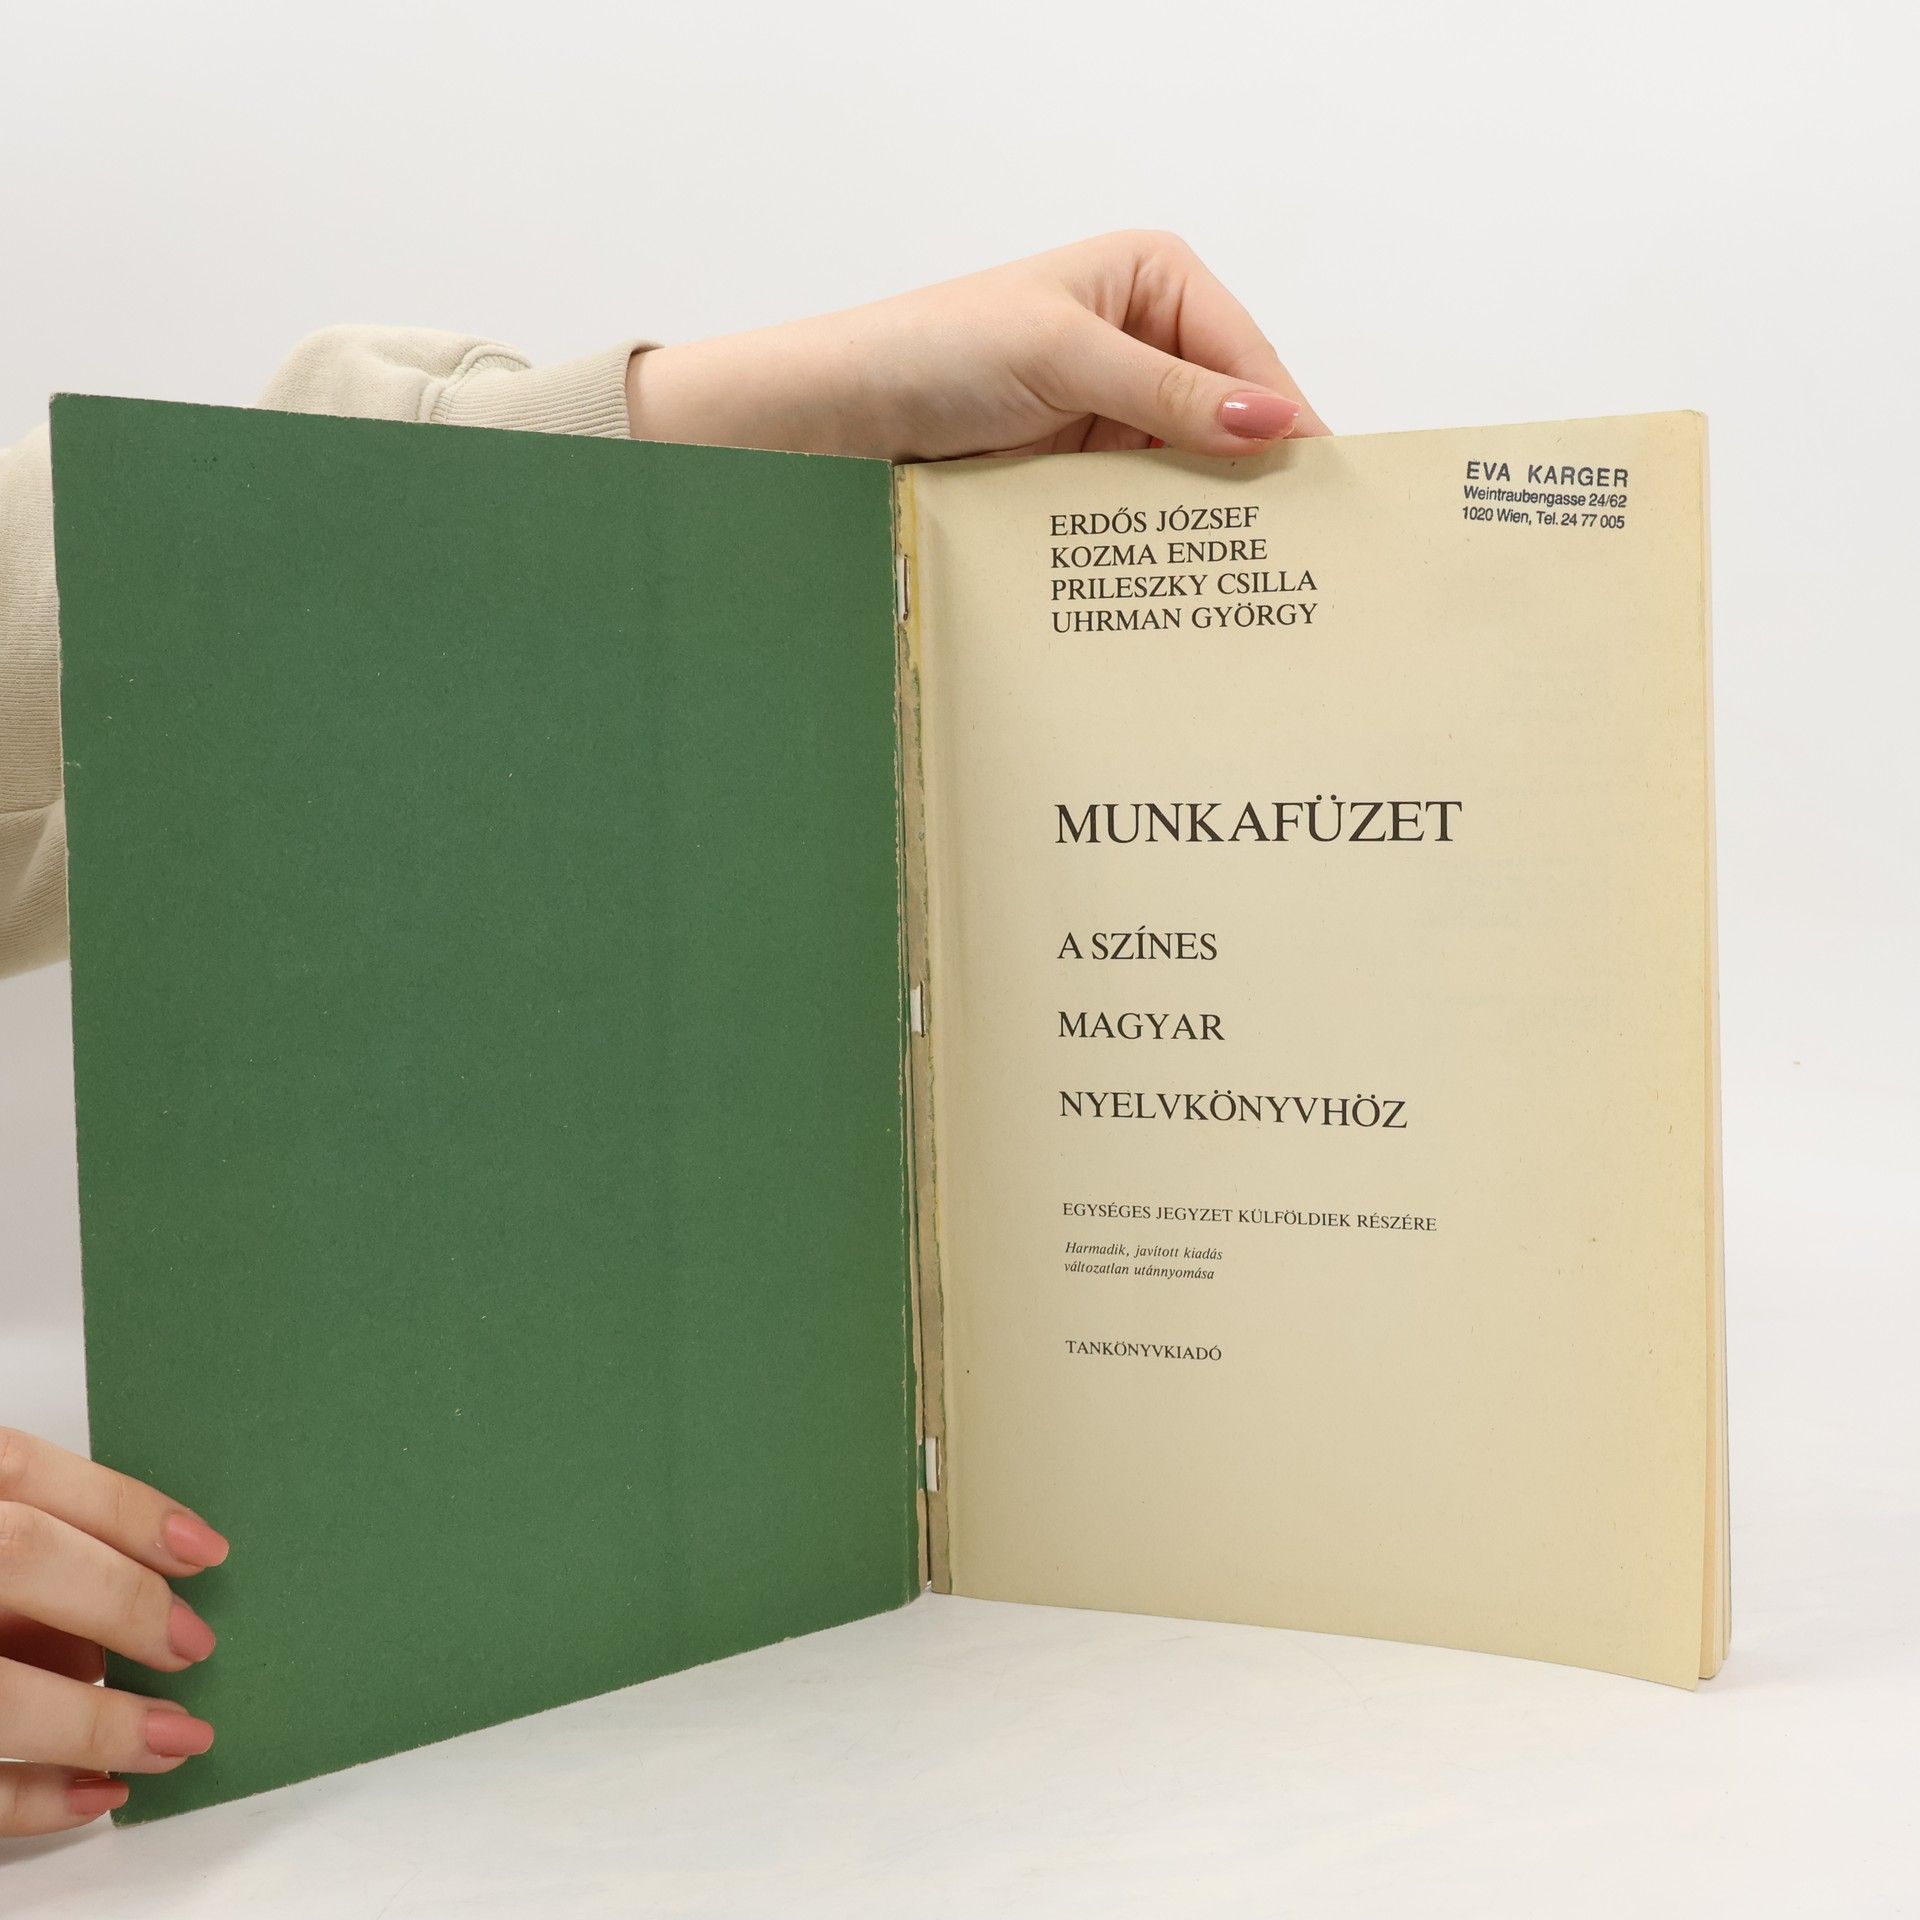 EVA KARGER
Weintraubengasse 24/62
1020 Wien, Tel. 24 77 005
ERDŐS JÓZSEF
KOZMA ENDRE
PRILESZKY CSILLA
UHRMAN GYÖRGY
MUNKAFÜZET
A SZÍNES
MAGYAR
NYELVKÖNYVHÖZ
EGYSÉGES JEGYZET KÜLFÖLDIEK RÉSZÉRE
Harmadik, javított kiadás
változatlan utánnyomása
TANKÖNYVKIADÓ